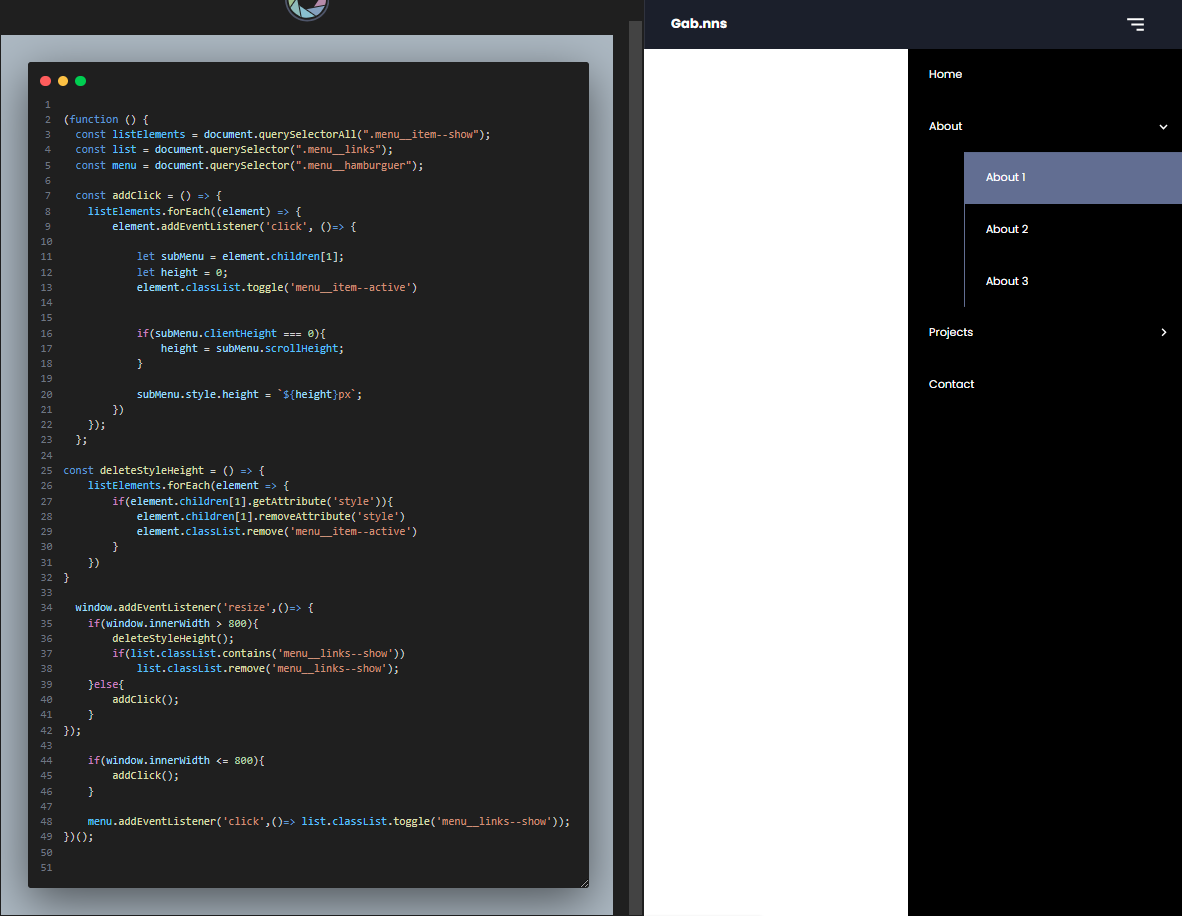 1
2 (function () {
3 const listElements = document.querySelectorAll(".menu__item--show");
4 const list = document.querySelector(".menu__links");
5 const menu = document.querySelector(".menu__hamburguer");
6
7 const addClick = () => {
8 listElements.forEach((element) => {
9 element.addEventListener('click', ()=> {
10
11 let subMenu = element.children[1];
12 let height = 0;
13 element.classList.toggle('menu__item--active')
14
15
16 if(subMenu.clientHeight === 0){
17 height = subMenu.scrollHeight;
18 }
19
20 subMenu.style.height = `${height}px`;
21 })
22 });
23 };
24
25 const deleteStyleHeight = () => {
26 listElements.forEach(element => {
27 if(element.children[1].getAttribute('style')){
28 element.children[1].removeAttribute('style')
29 element.classList.remove('menu__item--active')
30 }
31 })
32 }
33
34 window.addEventListener('resize',()=> {
35 if(window.innerWidth > 800){
36 deleteStyleHeight();
37 if(list.classList.contains('menu__links--show'))
38 list.classList.remove('menu__links--show');
39 }else{
40 addClick();
41 }
42 });
43
44 if(window.innerWidth <= 800){
45 addClick();
46 }
47
48 menu.addEventListener('click',()=> list.classList.toggle('menu__links--show'));
49 })();
50
51
Gab.nns
Home
About
About 1
About 2
About 3
Projects
Contact